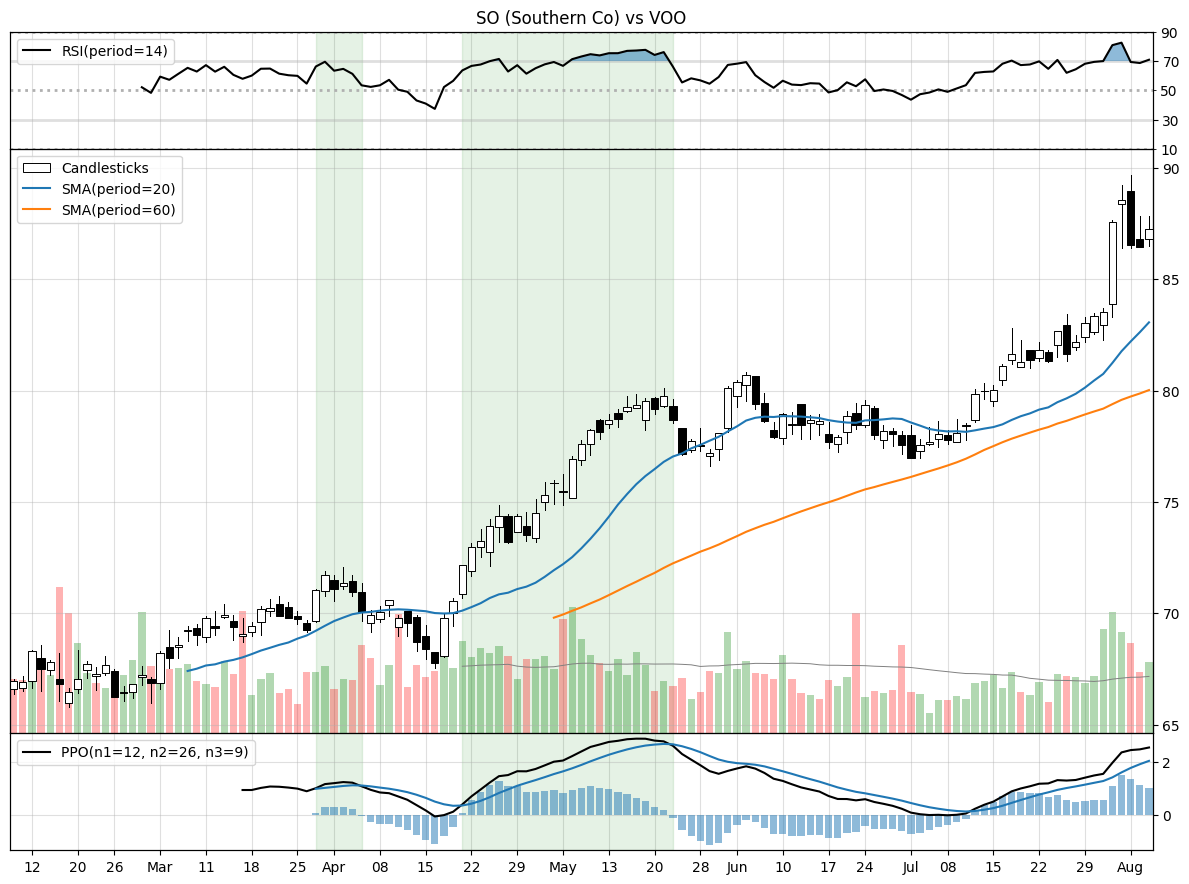 SO (Southern Co) vs VOO
RSI(period=14)
90
70
50
30
10
Candlesticks
SMA(period=20)
SMA(period=60)
90
85
80
75
70
65
PPO(n1=12, n2=26, n3=9)
2
0
12 20 26 Mar 11 18 25 Apr 08 15 22 29 May 13 20 28 Jun 10 17 24 Jul 08 15 22 29 Aug